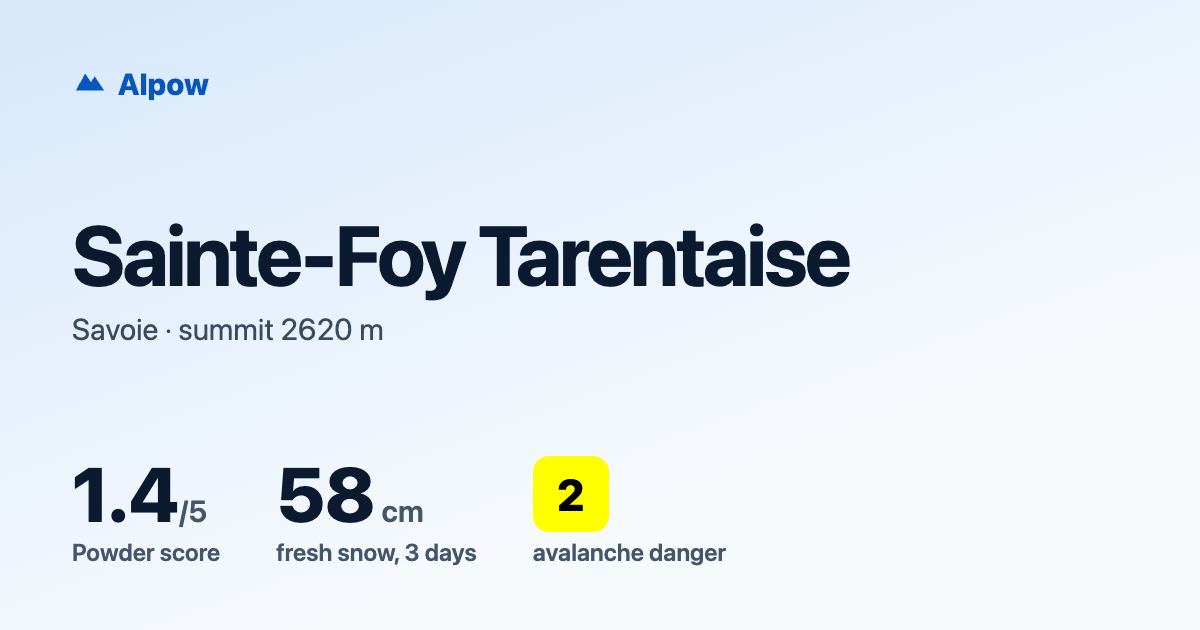 Alpow
Sainte-Foy Tarentaise
Savoie · summit 2620 m
1.4/5 58 cm 2
Powder score fresh snow, 3 days avalanche danger